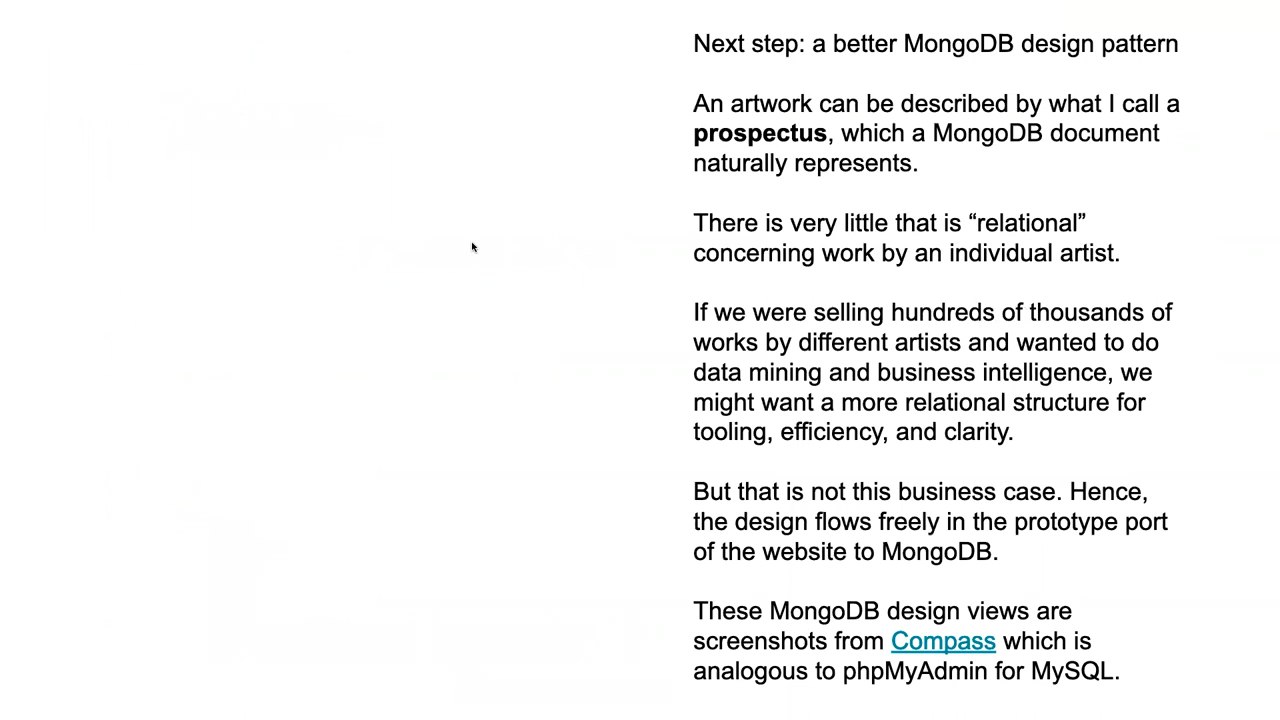 Next step: a better MongoDB design pattern
An artwork can be described by what I call a
prospectus, which a MongoDB document
naturally represents.
There is very little that is “relational”
concerning work by an individual artist.
If we were selling hundreds of thousands of
works by different artists and wanted to do
data mining and business intelligence, we
might want a more relational structure for
tooling, efficiency, and clarity.
But that is not this business case. Hence,
the design flows freely in the prototype port
of the website to MongoDB.
These MongoDB design views are
screenshots from Compass which is
analogous to phpMyAdmin for MySQL.